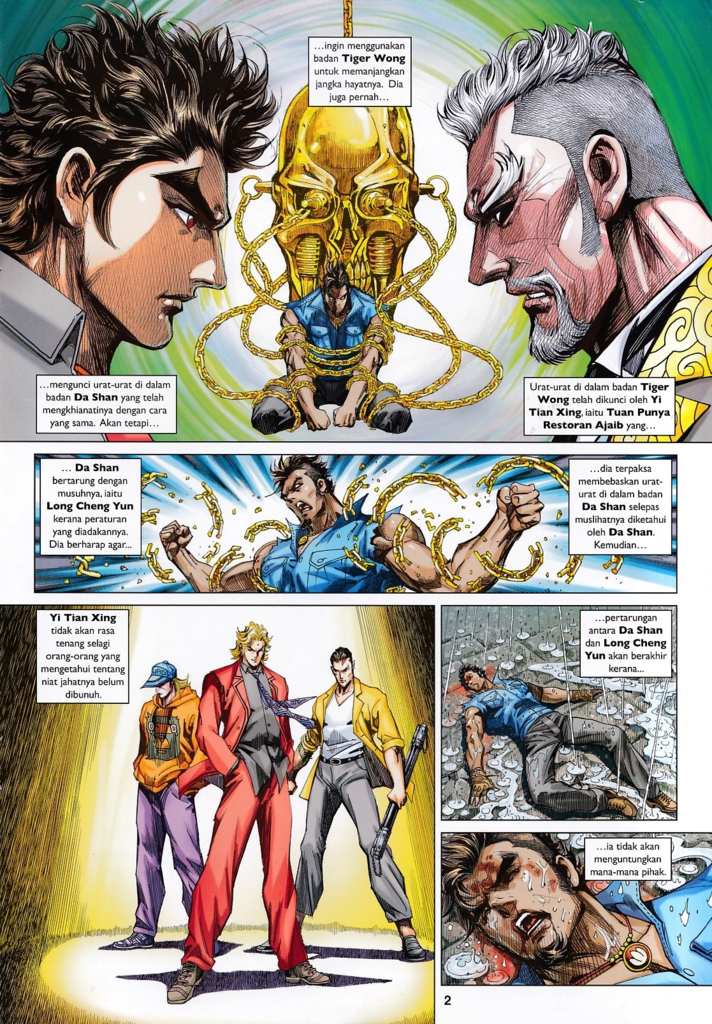 ...ingin menggunakan
badan Tiger Wong
untuk memanjangkan
jangka hayatnya. Dia
juga pernah...
...mengunci urat-urat di dalam
badan Da Shan yang telah
mengkhianatinya dengan cara
yang sama. Akan tetapi...
Urat-urat di dalam badan Tiger
Wong telah dikunci oleh Yi
Tian Xing, iaitu Tuan Punya
Restoran Ajaib yang...
... Da Shan
bertarung dengan
musuhnya, iaitu
Long Cheng Yun
kerana peraturan
yang diadakannya.
Dia berharap agar...
...dia terpaksa
membebaskan urat-
urat di dalam badan
Da Shan selepas
muslihatnya diketahui
oleh Da Shan.
Kemudian...
Yi Tian Xing
tidak akan rasa
tenang selagi
orang-orang yang
mengetahui tentang
niat jahatnya belum
dibunuh.
...pertarungan
antara Da Shan
dan Long Cheng
Yun akan berakhir
kerana...
...ia tidak akan
menguntungkan
mana-mana pihak.
2